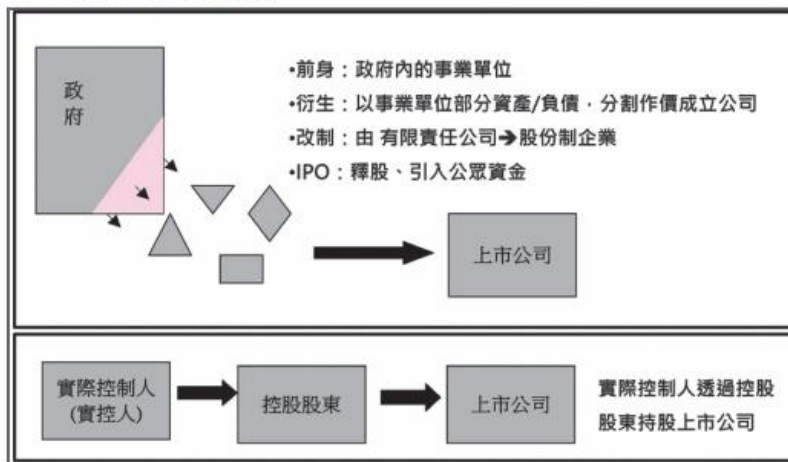 政
府
•前身：政府內的事業單位
•衍生：以事業單位部分資產/負債，分割作價成立公司
•改制：由 有限責任公司➔股份制企業
•IPO：釋股、引入公眾資金
上市公司
實際控制人
(實控人)
控股股東
上市公司
實際控制人透過控股
股東持股上市公司